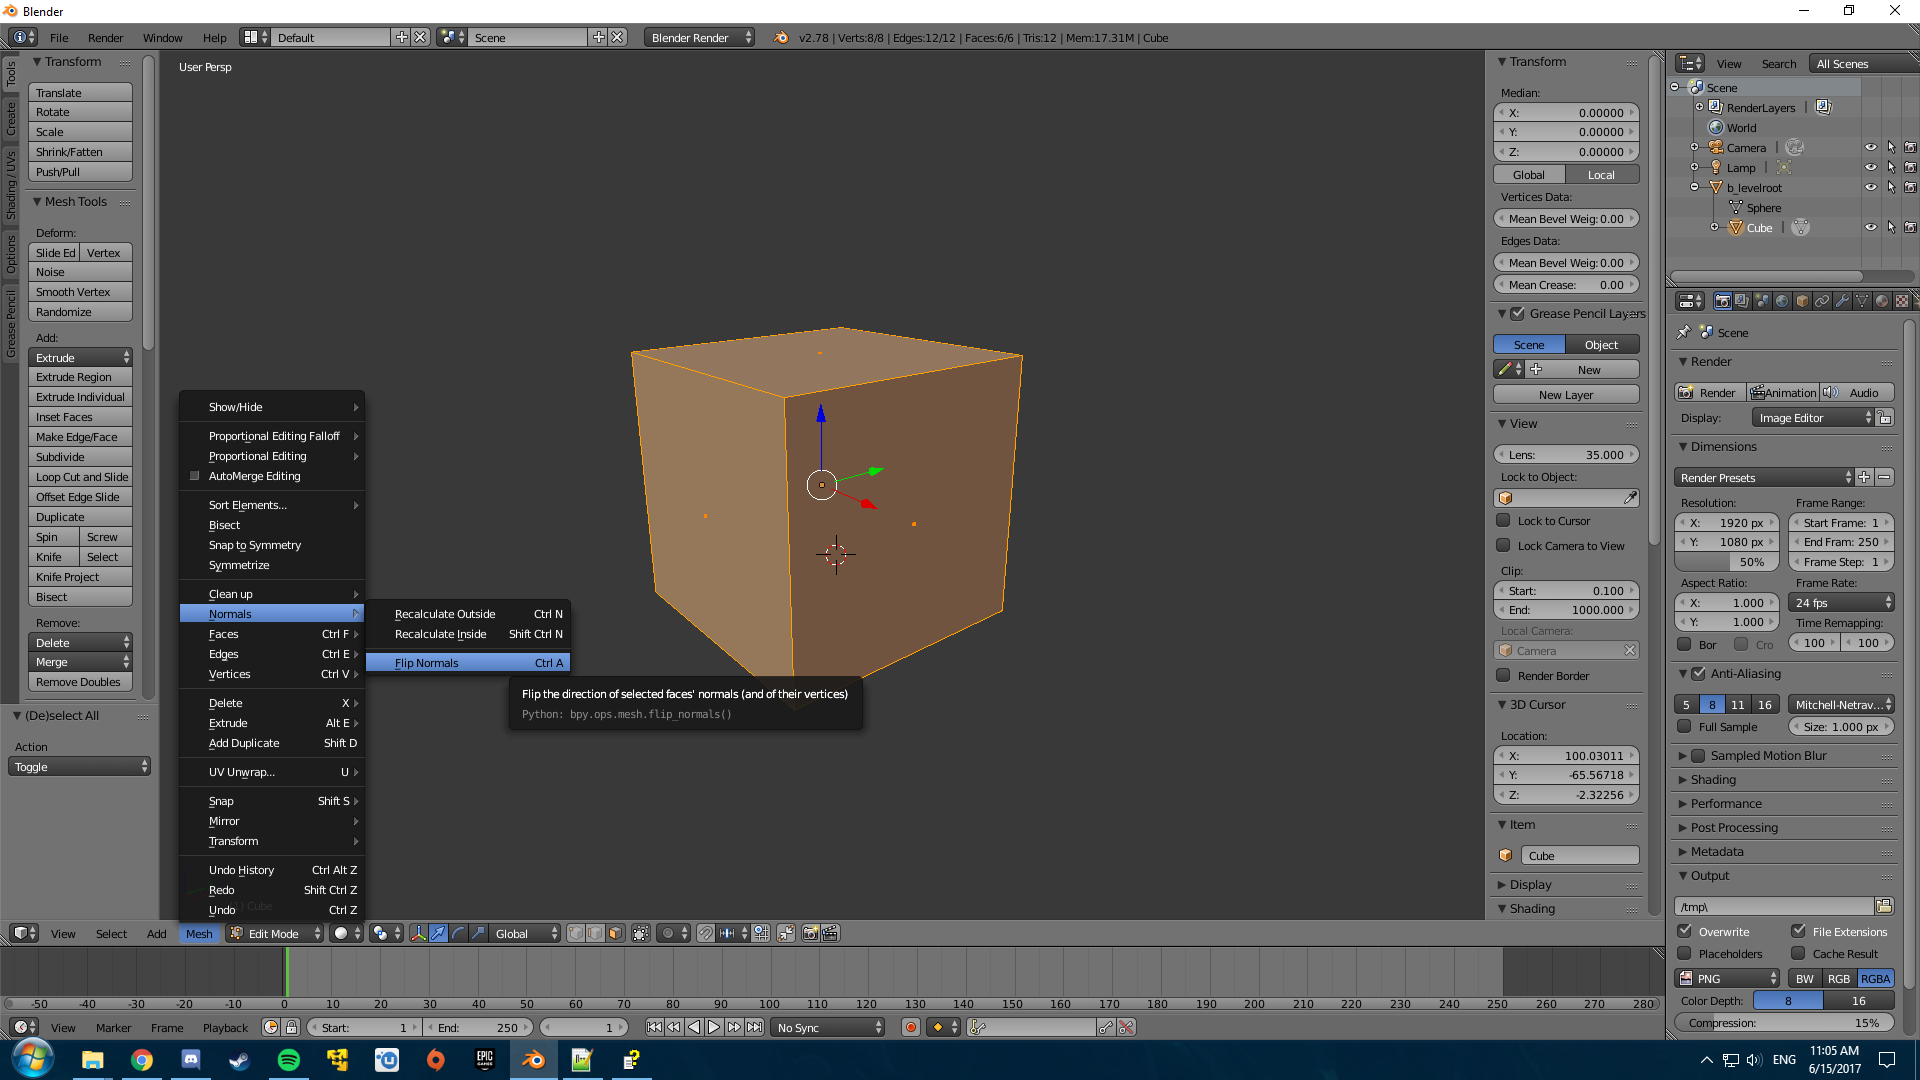 Blender
File Render Window Help Default Scene Blender Render v2.78 | Verts:8/8 | Edges:12/12 | Faces:6/6 | Tris:12 | Mem:17.31M | Cube
Tools
Create
Shading / UVs
Options
Grease Pencil
Transform
Translate
Rotate
Scale
Shrink/Fatten
Push/Pull
Mesh Tools
Deform:
Slide Ed Vertex
Noise
Smooth Vertex
Randomize
Add:
Extrude
Extrude Region
Extrude Individual
Inset Faces
Make Edge/Face
Subdivide
Loop Cut and Slide
Offset Edge Slide
Duplicate
Spin Screw
Knife Select
Knife Project
Bisect
Remove:
Delete
Merge
Remove Doubles
(De)select All
Action
Toggle
User Persp
Show/Hide
Proportional Editing Falloff
Proportional Editing
AutoMerge Editing
Sort Elements...
Bisect
Snap to Symmetry
Symmetrize
Clean up
Normals
Faces Ctrl F
Edges Ctrl E
Vertices Ctrl V
Delete X
Extrude Alt E
Add Duplicate Shift D
UV Unwrap... U
Snap Shift S
Mirror
Transform
Undo History Ctrl Alt Z
Redo Shift Ctrl Z
Undo Ctrl Z
Recalculate Outside Ctrl N
Recalculate Inside Shift Ctrl N
Flip Normals Ctrl A
Flip the direction of selected faces' normals (and of their vertices)
Python: bpy.ops.mesh.flip_normals()
Transform
Median:
X: 0.00000
Y: 0.00000
Z: 0.00000
Global Local
Vertices Data:
Mean Bevel Weig: 0.00
Edges Data:
Mean Bevel Weig: 0.00
Mean Crease: 0.00
Grease Pencil Layers
Scene Object
New
New Layer
View
Lens: 35.000
Lock to Object:
Lock to Cursor
Lock Camera to View
Clip:
Start: 0.100
End: 1000.000
Local Camera:
Camera
Render Border
3D Cursor
Location:
X: 100.03011
Y: -65.56718
Z: -2.32256
Item
Cube
Display
Shading
View Search All Scenes
Scene
RenderLayers
World
Camera
Lamp
b_levelroot
Sphere
Cube
Scene
Render
Render Animation Audio
Display: Image Editor
Dimensions
Render Presets
Resolution: Frame Range:
X: 1920 px Start Frame: 1
Y: 1080 px End Fram: 250
50% Frame Step: 1
Aspect Ratio: Frame Rate:
X: 1.000 24 fps
Y: 1.000 Time Remapping:
Bor Cro 100 100
Anti-Aliasing
5 8 11 16 Mitchell-Netrav...
Full Sample Size: 1.000 px
Sampled Motion Blur
Shading
Performance
Post Processing
Metadata
Output
/tmp\
Overwrite File Extensions
Placeholders Cache Result
PNG BW RGB RGBA
Color Depth: 8 16
Compression: 15%
View Select Add Mesh Edit Mode Global
-50 -40 -30 -20 -10 0 10 20 30 40 50 60 70 80 90 100 110 120 130 140 150 160 170 180 190 200 210 220 230 240 250 260 270 280
View Marker Frame Playback Start: 1 End: 250 1 No Sync
EPIC GAMES
ENG 11:05 AM
6/15/2017